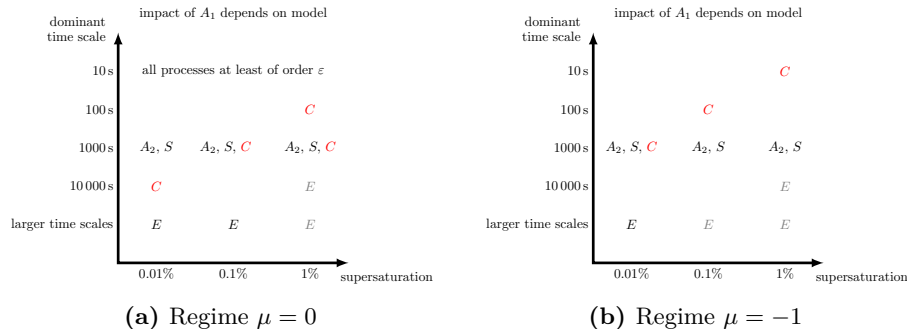 impact of A₁ depends on model
dominant
time scale
10 s
all processes at least of order ε
100 s
C
1000 s
A₂, S
A₂, S, C
A₂, S, C
10 000 s
C
E
larger time scales
E
E
E
0.01%
0.1%
1%
supersaturation
(a) Regime μ = 0
impact of A₁ depends on model
dominant
time scale
10 s
C
100 s
C
1000 s
A₂, S, C
A₂, S
A₂, S
10 000 s
E
larger time scales
E
E
E
0.01%
0.1%
1%
supersaturation
(b) Regime μ = −1